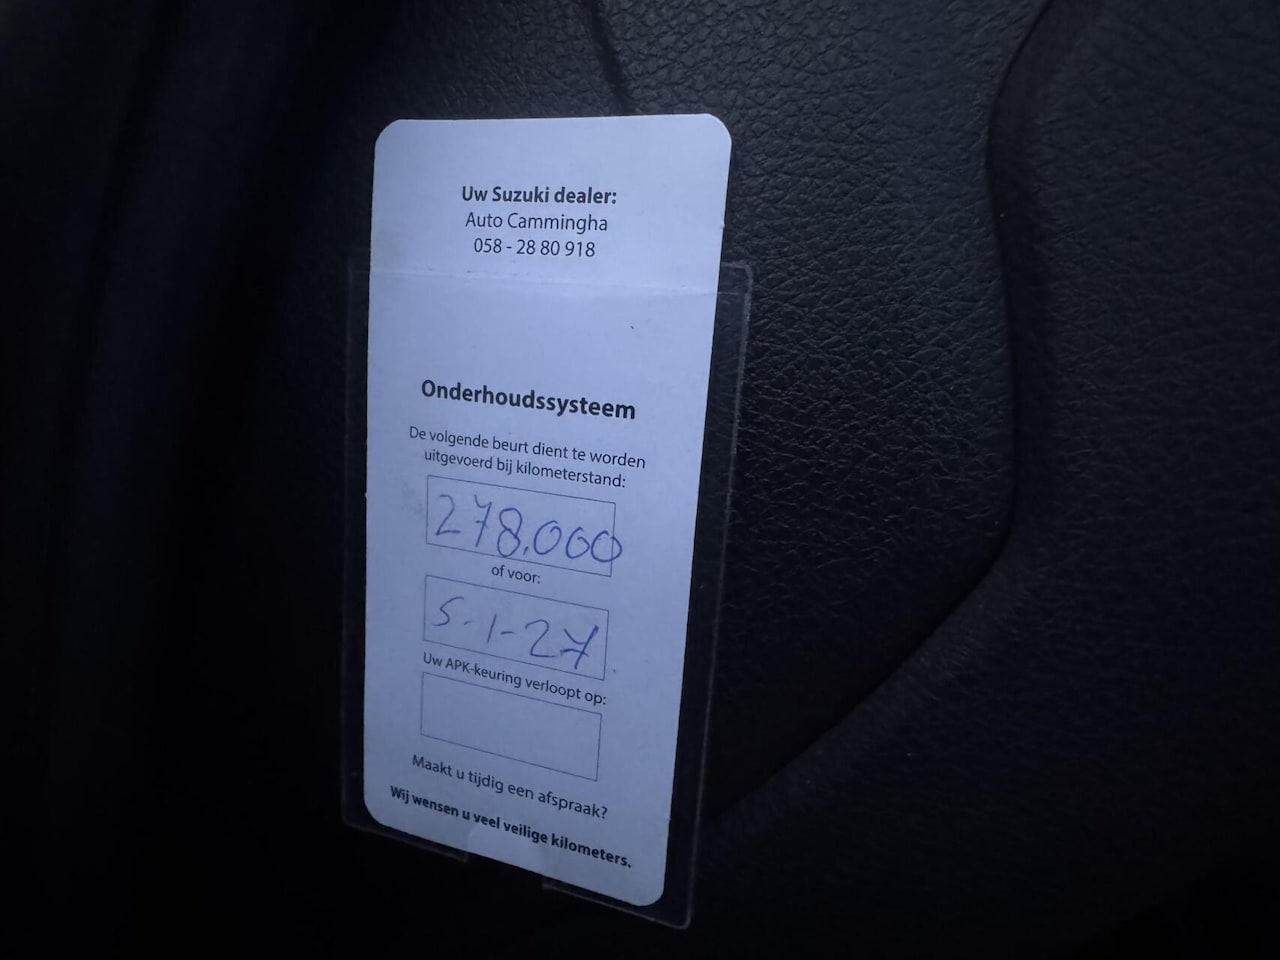 Uw Suzuki dealer:
Auto Cammingha
058 - 28 80 918
Onderhoudssysteem
De volgende beurt dient te worden
uitgevoerd bij kilometerstand:
278.000
of voor:
5-1-27
Uw APK-keuring verloopt op:
Maakt u tijdig een afspraak?
Wij wensen u veel veilige kilometers.